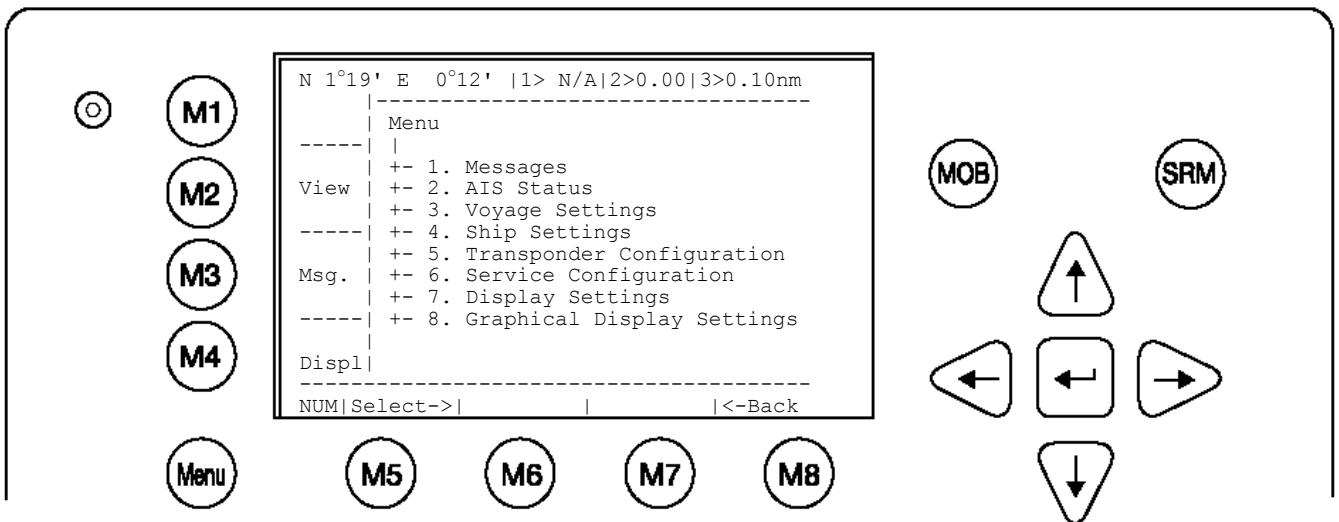 N 1°19' E  0°12' |1> N/A|2>0.00|3>0.10nm
|----------------------------------
M1
| Menu
-----| |
| +- 1. Messages
MOB
SRM
M2
View | +- 2. AIS Status
| +- 3. Voyage Settings
-----| +- 4. Ship Settings
| +- 5. Transponder Configuration
M3
Msg. | +- 6. Service Configuration
| +- 7. Display Settings
-----| +- 8. Graphical Display Settings
|
M4
Displ|
----------------------------------------
NUM|Select->|         |         |<-Back
Menu
M5
M6
M7
M8